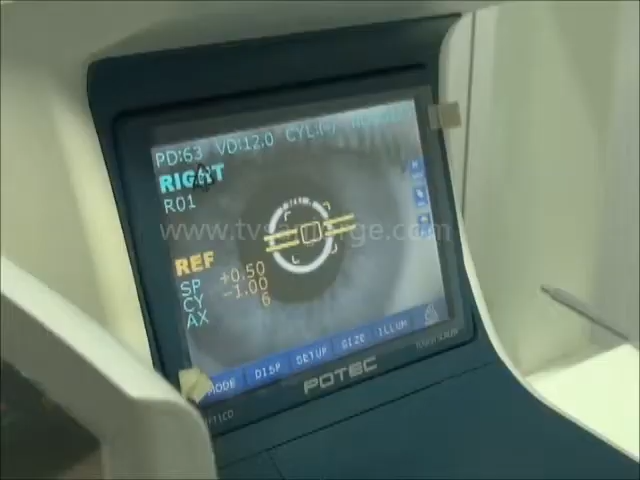 PD:63 VD:12.0 CYL:(-)
RIGHT
R01
REF
SP +0.50
CY -1.00
AX 6
MODE DISP SETUP SIZE ILLUM
POTEC